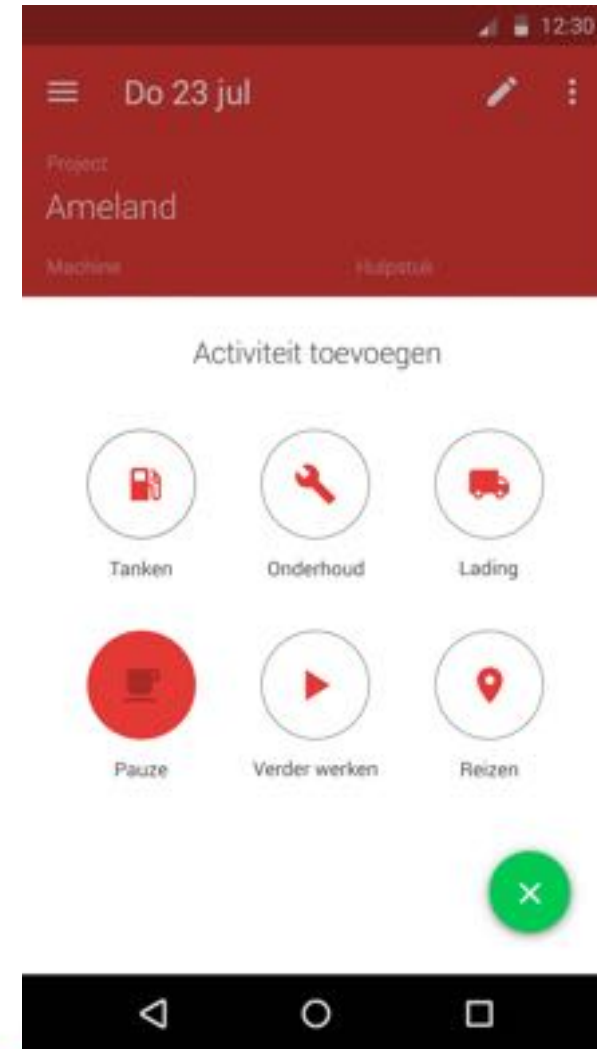 12:30
Do 23 jul
Project
Ameland
Machine Hulpstuk
Activiteit toevoegen
Tanken Onderhoud Lading
Pauze Verder werken Reizen